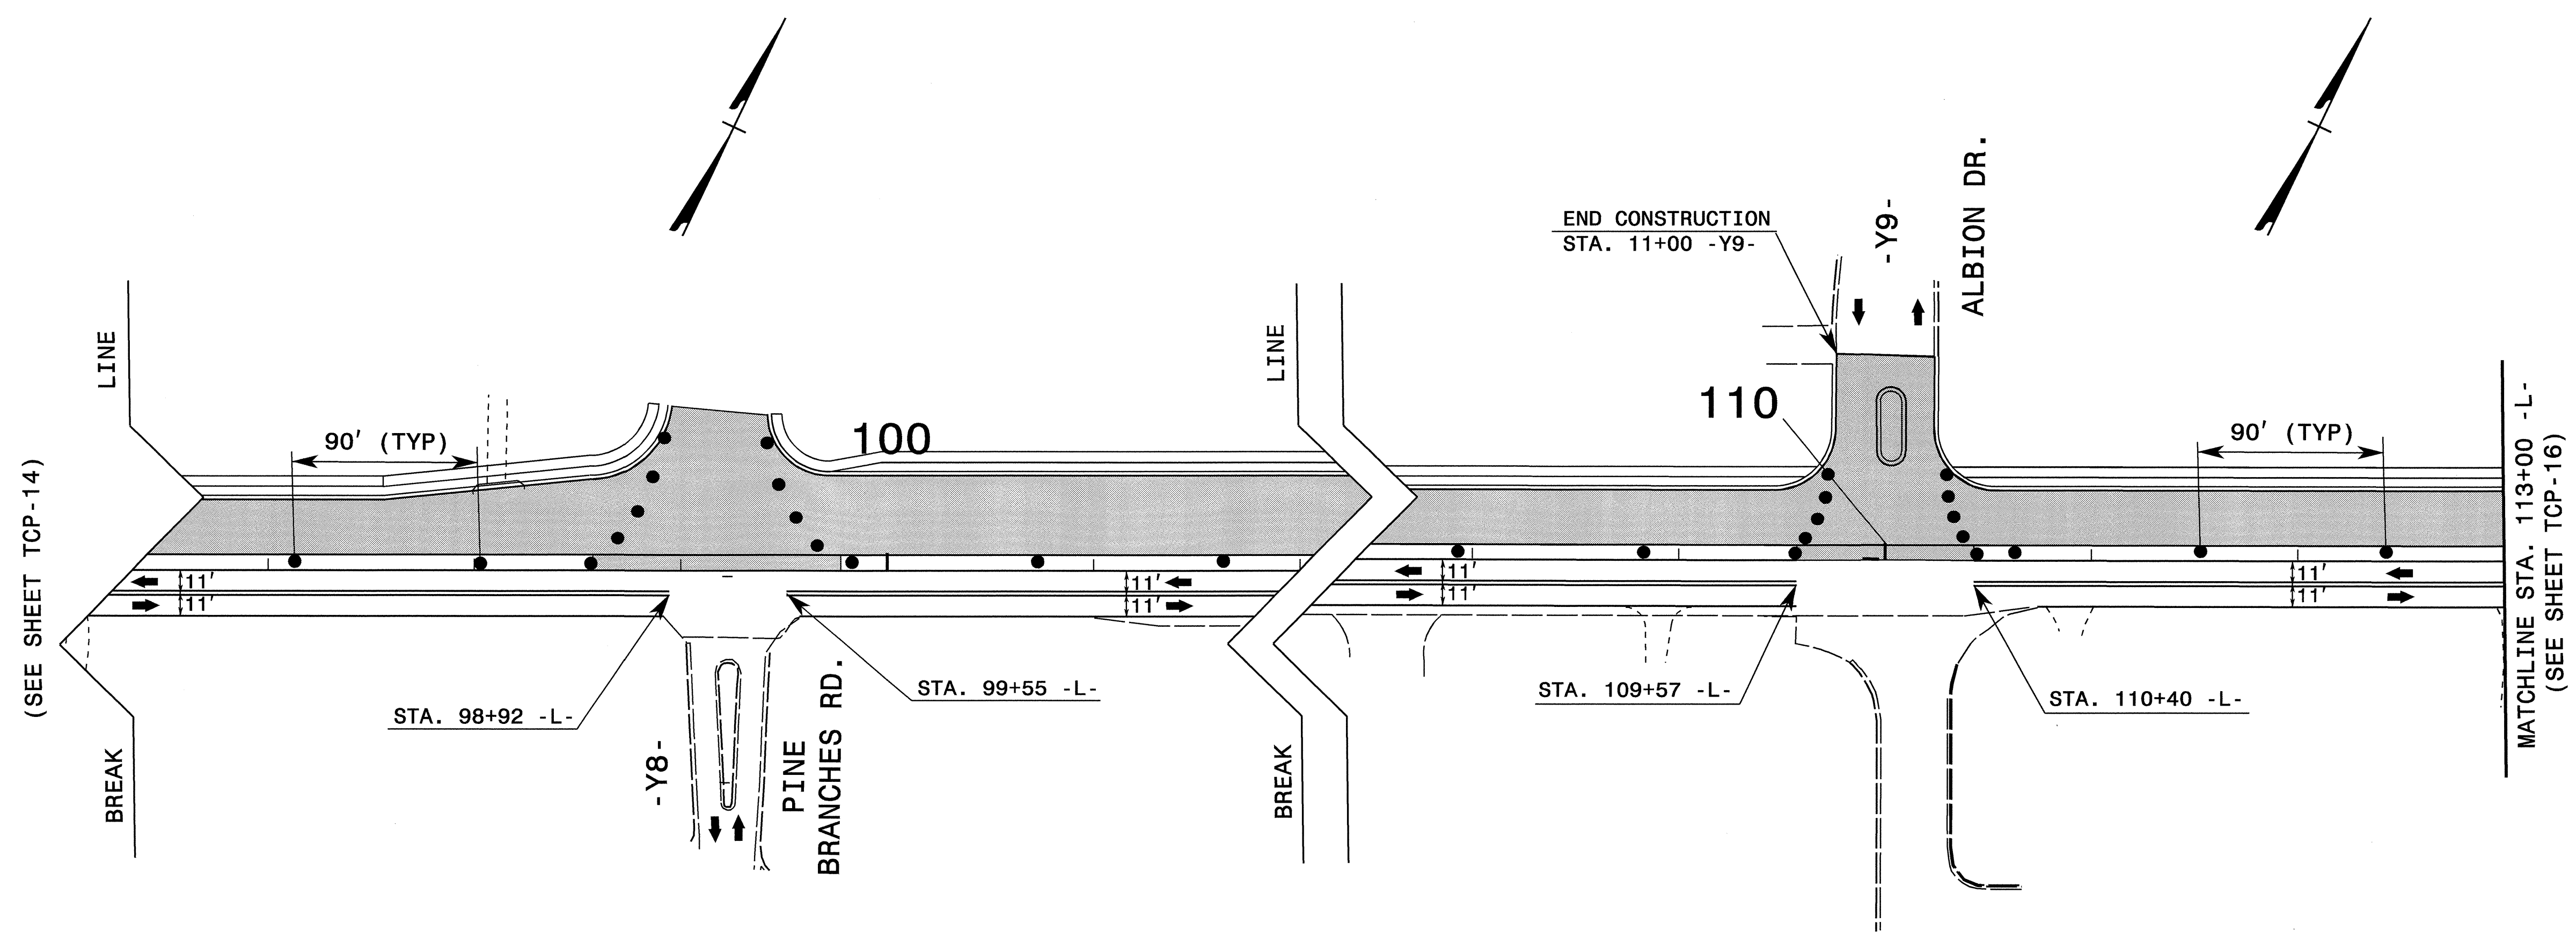 (SEE SHEET TCP-14)
LINE
BREAK
90' (TYP)
11'
11'
100
STA. 98+92 -L-
-Y8-
PINE
BRANCHES RD.
STA. 99+55 -L-
11'
11'
LINE
BREAK
END CONSTRUCTION
STA. 11+00 -Y9-
-Y9-
ALBION DR.
110
11'
11'
STA. 109+57 -L-
STA. 110+40 -L-
90' (TYP)
11'
11'
MATCHLINE STA. 113+00 -L-
(SEE SHEET TCP-16)